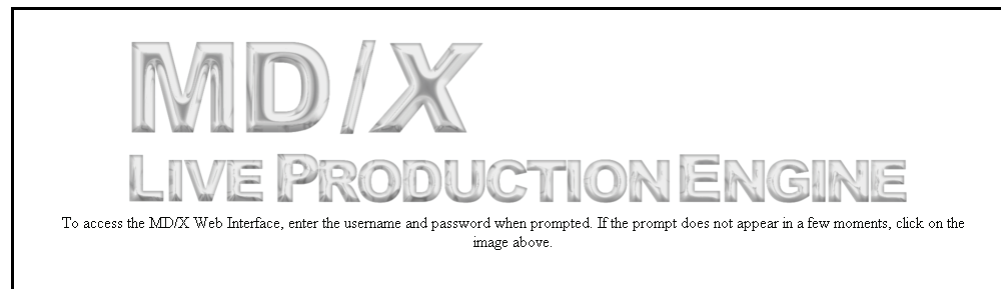 MD/X
LIVE PRODUCTION ENGINE
To access the MD/X Web Interface, enter the username and password when prompted. If the prompt does not appear in a few moments, click on the
image above.